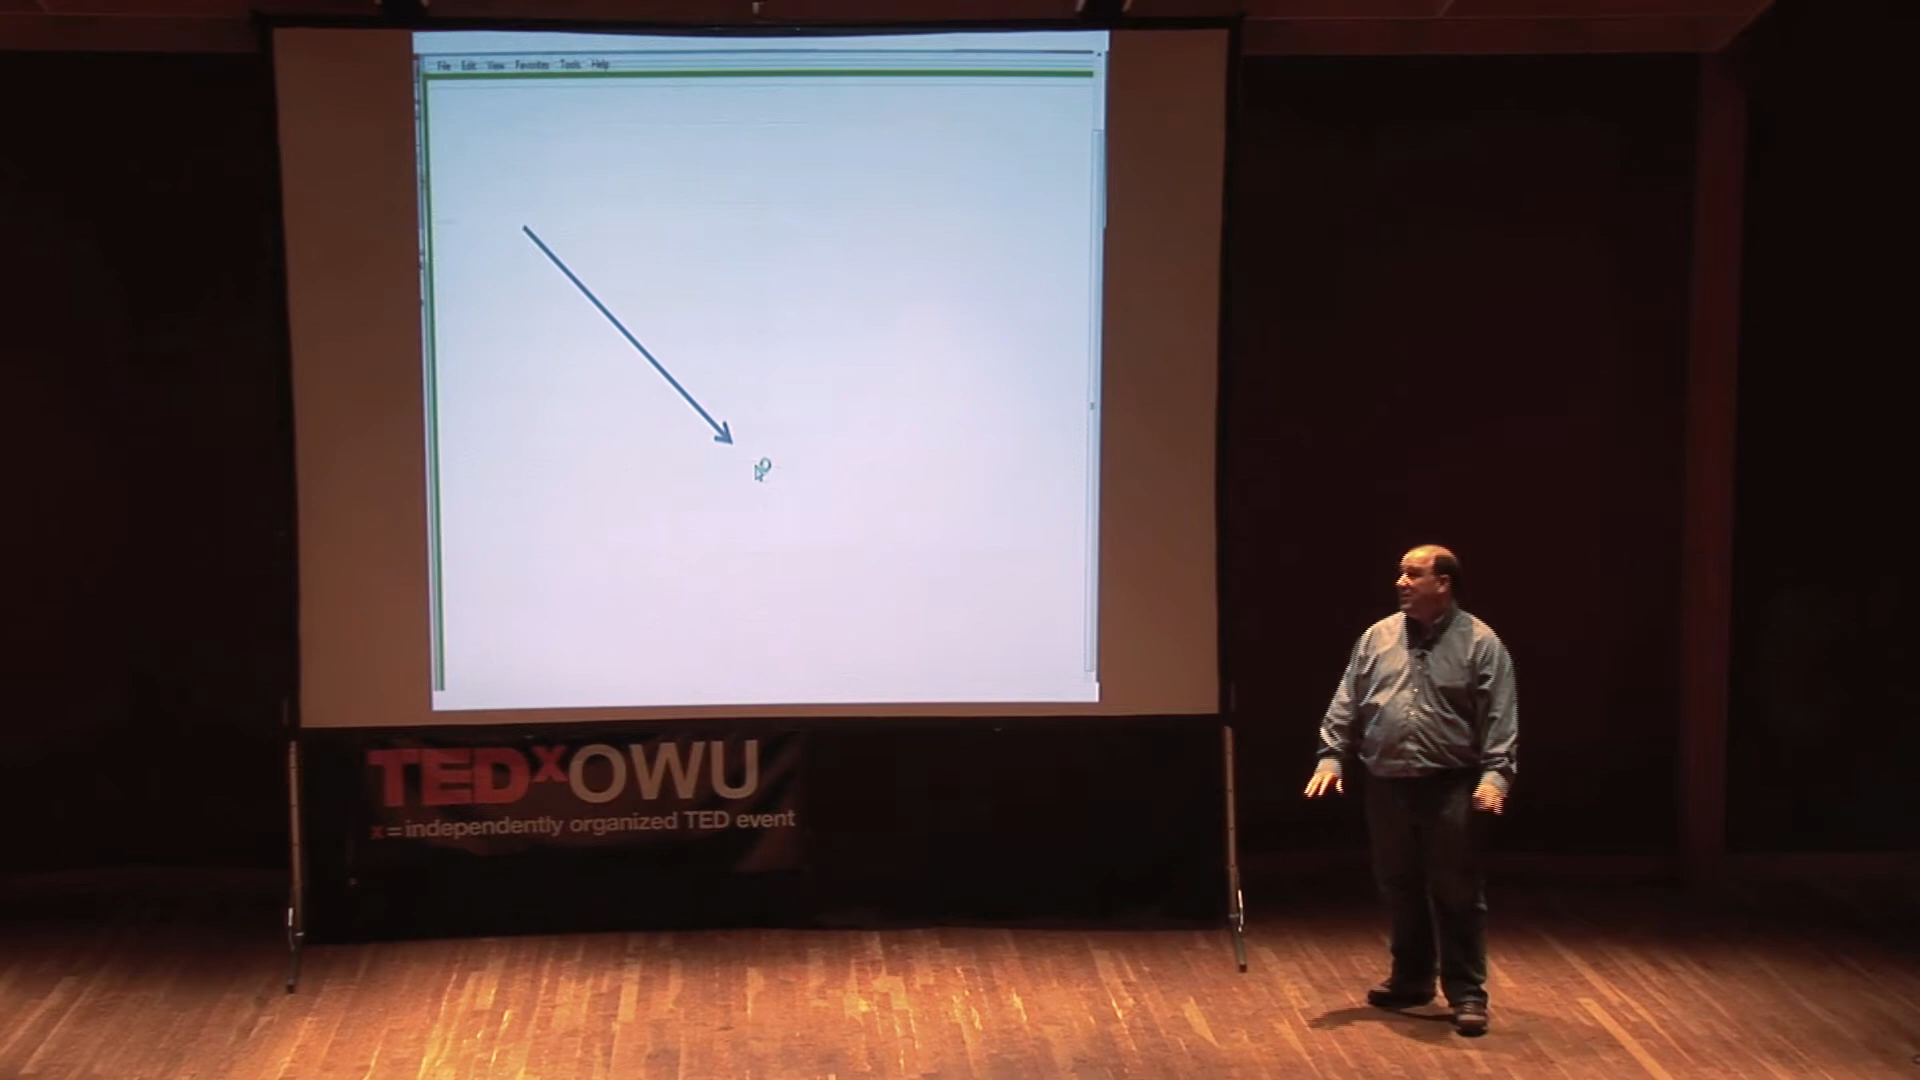 File Edit View Favorites Tools Help
TEDxOWU
x=independently organized TED event